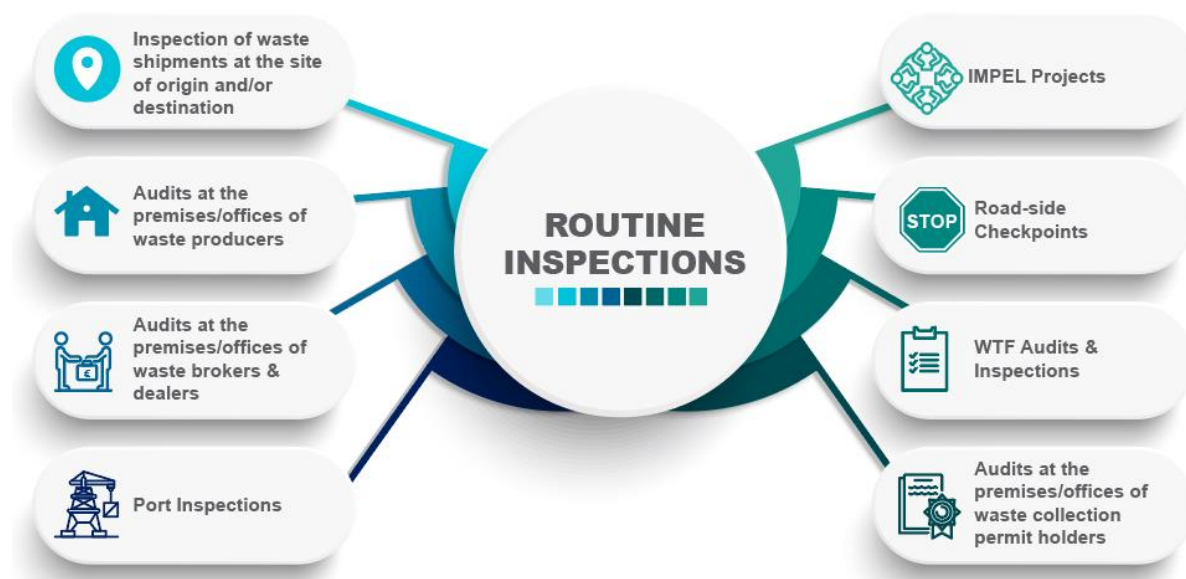 Inspection of waste
shipments at the site
of origin and/or
destination
Audits at the
premises/offices of
waste producers
Audits at the
premises/offices of
waste brokers &
dealers
€
Port Inspections
ROUTINE
INSPECTIONS
IMPEL Projects
STOP
Road-side
Checkpoints
WTF Audits &
Inspections
Audits at the
premises/offices of
waste collection
permit holders